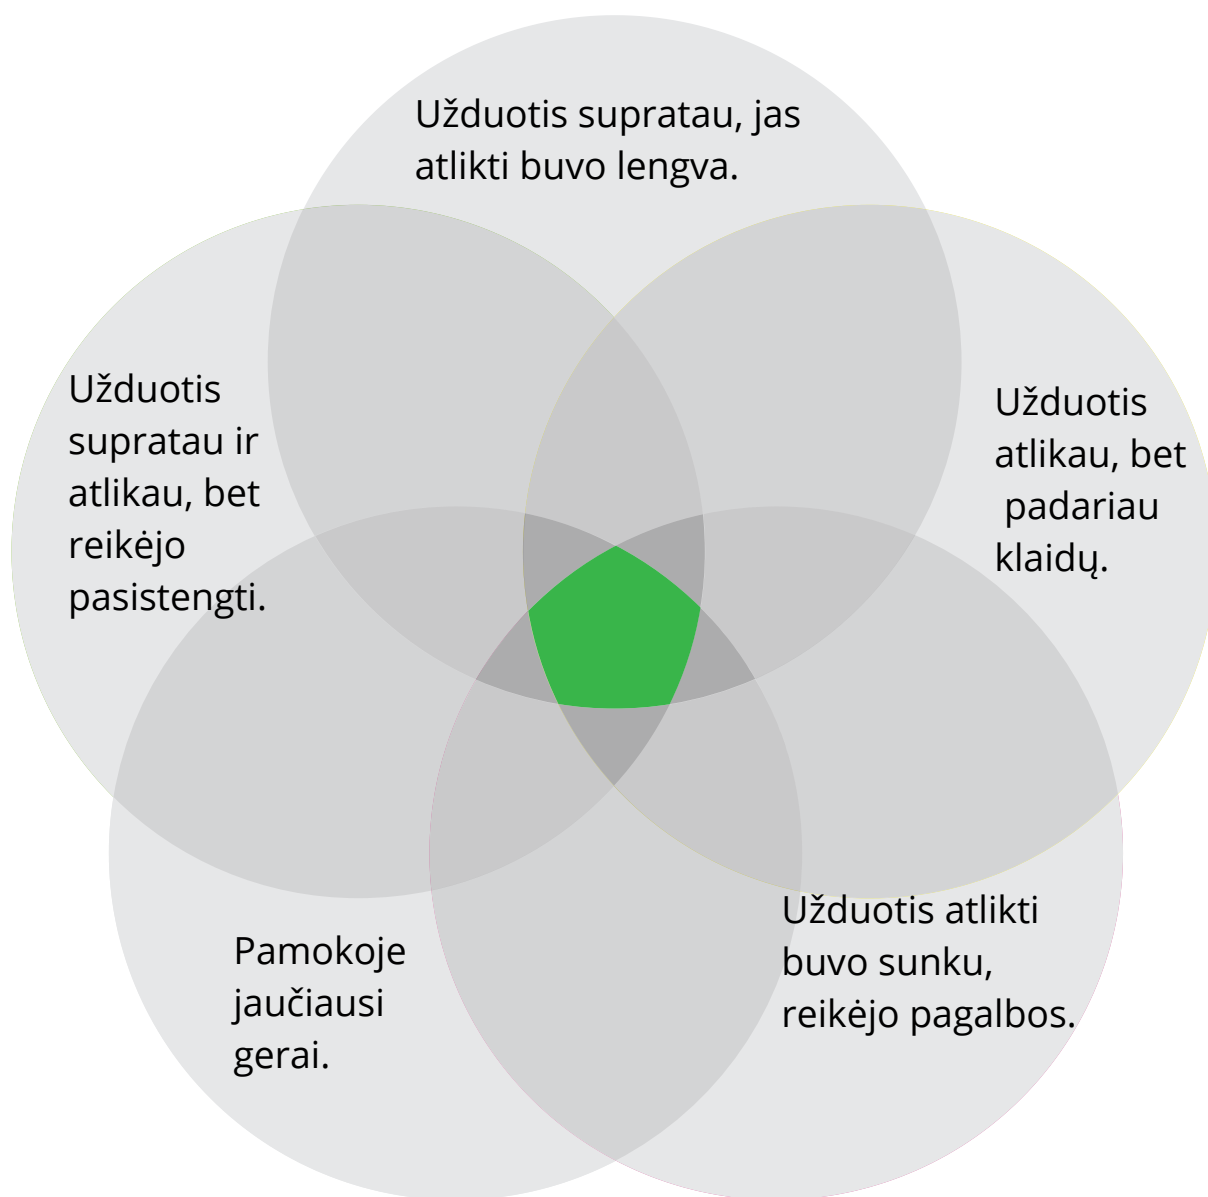 Užduotis supratau, jas
atlikti buvo lengva.
Užduotis
supratau ir
atlikau, bet
reikėjo
pasistengti.
Užduotis
atlikau, bet
padariau
klaidų.
Pamokoje
jaučiausi
gerai.
Užduotis atlikti
buvo sunku,
reikėjo pagalbos.